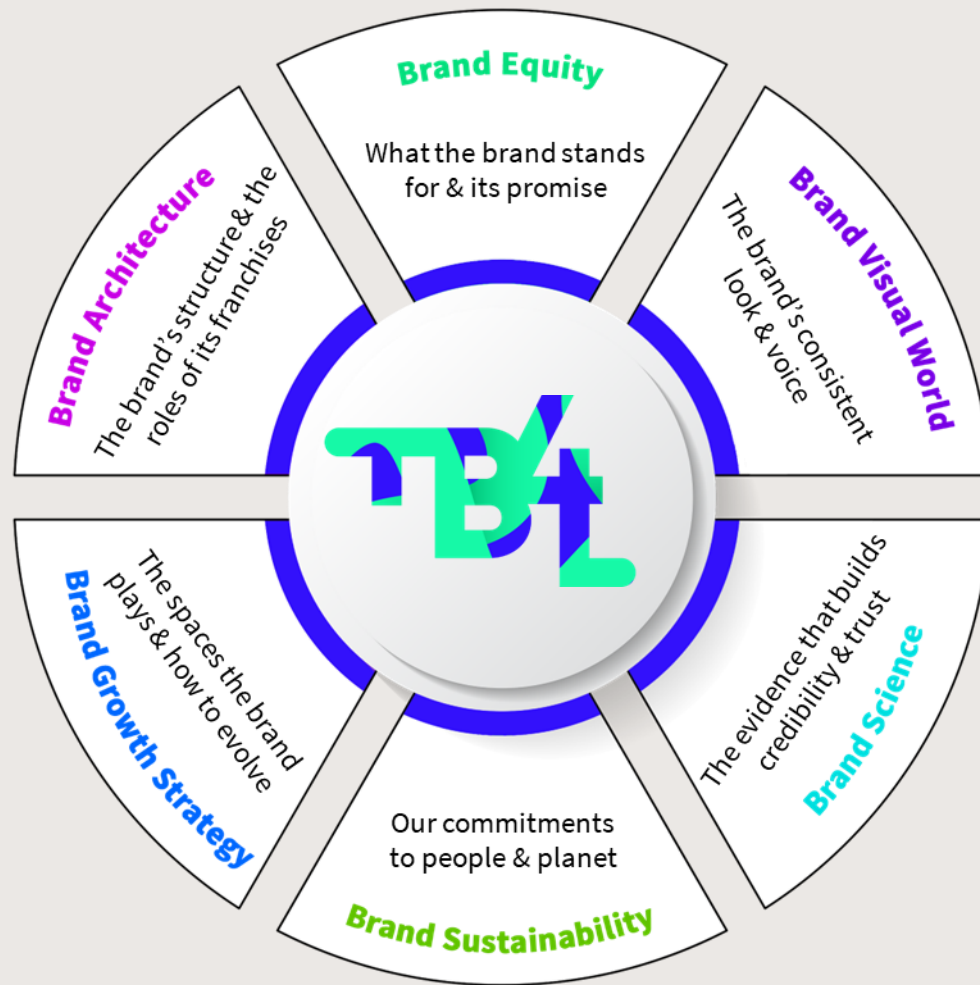 Brand Equity
What the brand stands
for & its promise
Brand Visual World
The brand’s consistent
look & voice
Brand Science
The evidence that builds
credibility & trust
Brand Sustainability
Our commitments
to people & planet
Brand Growth Strategy
The spaces the brand
plays & how to evolve
Brand Architecture
The brand’s structure & the
roles of its franchises
TB4L